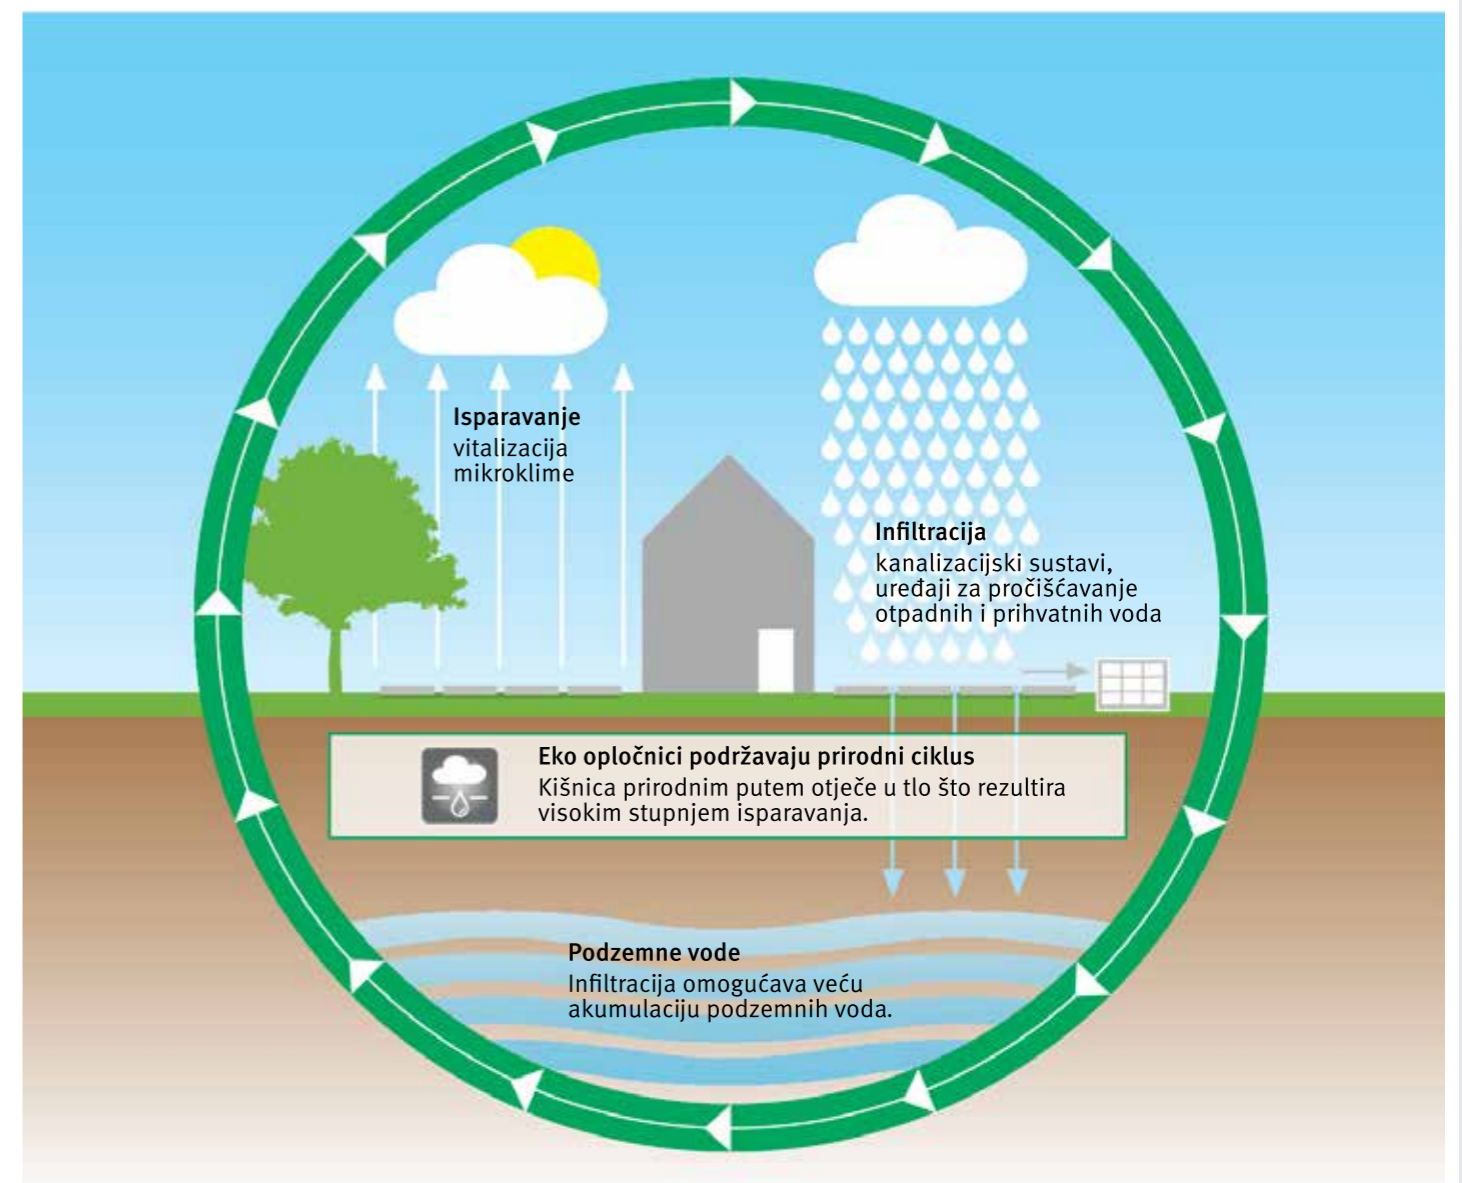 Isparavanje
vitalizacija
mikroklime
Infiltracija
kanalizacijski sustavi,
uređaji za pročišćavanje
otpadnih i prihvatnih voda
Eko opločnici podržavaju prirodni ciklus
Kišnica prirodnim putem otječe u tlo što rezultira
visokim stupnjem isparavanja.
Podzemne vode
Infiltracija omogućava veću
akumulaciju podzemnih voda.